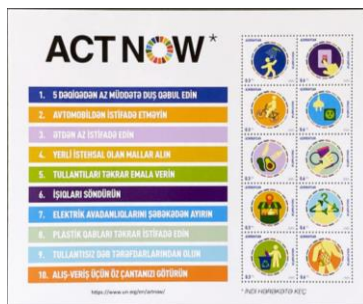 ACT NOW*
1. 5 DƏQİQƏDƏN AZ MÜDDƏTƏ DUŞ QƏBUL EDİN
2. AVTOMOBİLDƏN İSTİFADƏ ETMƏYİN
3. ƏTDƏN AZ İSTİFADƏ EDİN
4. YERLİ İSTEHSAL OLAN MALLAR ALIN
5. TULLANTILARI TƏKRAR EMALA VERİN
6. İŞIQLARI SÖNDÜRÜN
7. ELEKTRİK AVADANLIQLARINI ŞƏBƏKƏDƏN AYIRIN
8. PLASTİK QABLARI TƏKRAR İSTİFADƏ EDİN
9. TULLANTISIZ DƏB TƏRƏFDARLARINDAN OLUN
10. ALIŞ-VERİŞ ÜÇÜN ÖZ ÇANTANIZI GÖTÜRÜN
https://www.un.org/en/actnow/
* İNDİ HƏRƏKƏTƏ KEÇ